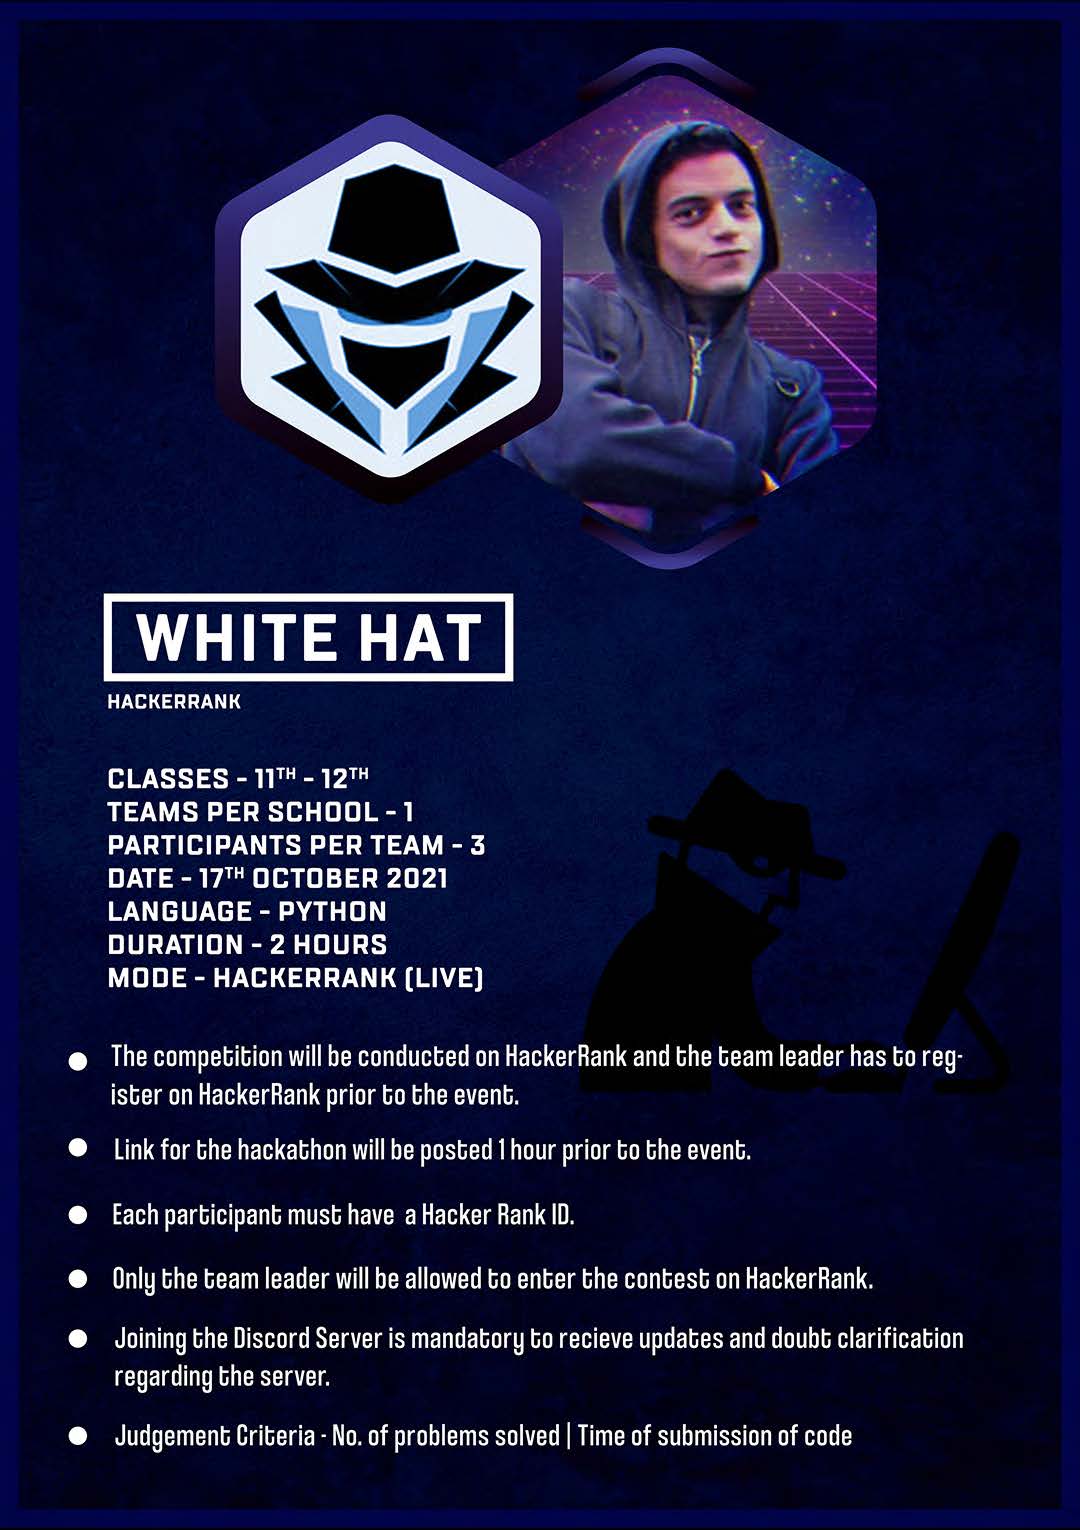 WHITE HAT
HACKERRANK
CLASSES - 11TH - 12TH
TEAMS PER SCHOOL - 1
PARTICIPANTS PER TEAM - 3
DATE - 17TH OCTOBER 2021
LANGUAGE - PYTHON
DURATION - 2 HOURS
MODE - HACKERRANK (LIVE)
● The competition will be conducted on HackerRank and the team leader has to reg-
ister on HackerRank prior to the event.
● Link for the hackathon will be posted 1 hour prior to the event.
● Each participant must have a Hacker Rank ID.
● Only the team leader will be allowed to enter the contest on HackerRank.
● Joining the Discord Server is mandatory to recieve updates and doubt clarification
regarding the server.
● Judgement Criteria - No. of problems solved | Time of submission of code